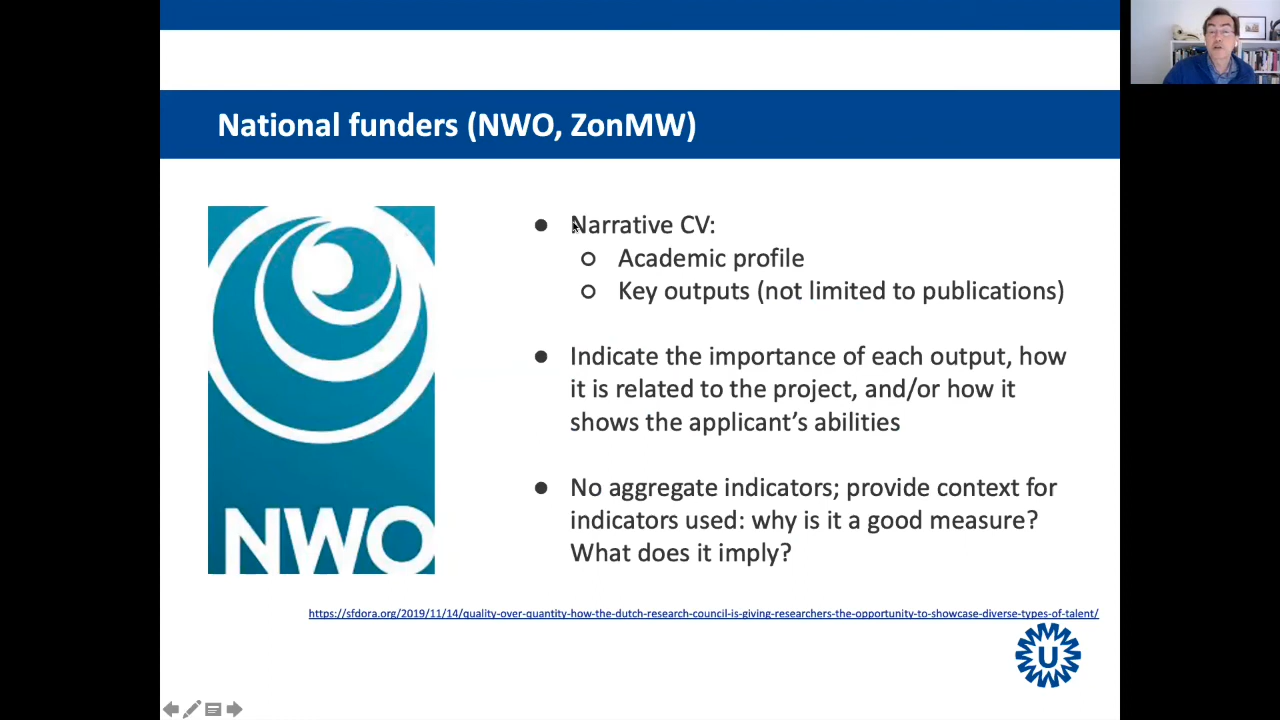 National funders (NWO, ZonMW)
Narrative CV:
Academic profile
Key outputs (not limited to publications)
Indicate the importance of each output, how
it is related to the project, and/or how it
shows the applicant's abilities
No aggregate indicators; provide context for
indicators used: why is it a good measure?
What does it imply?
NWO
https://sfdora.org/2019/11/14/quality-over-quantity-how-the-dutch-research-council-is-giving-researchers-the-opportunity-to-showcase-diverse-types-of-talent/
U